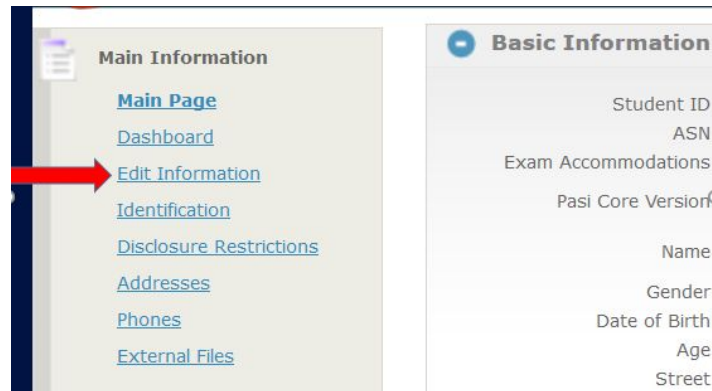 Main Information
Main Page
Dashboard
Edit Information
Identification
Disclosure Restrictions
Addresses
Phones
External Files
Basic Information
Student ID
ASN
Exam Accommodations
Pasi Core Version
Name
Gender
Date of Birth
Age
Street